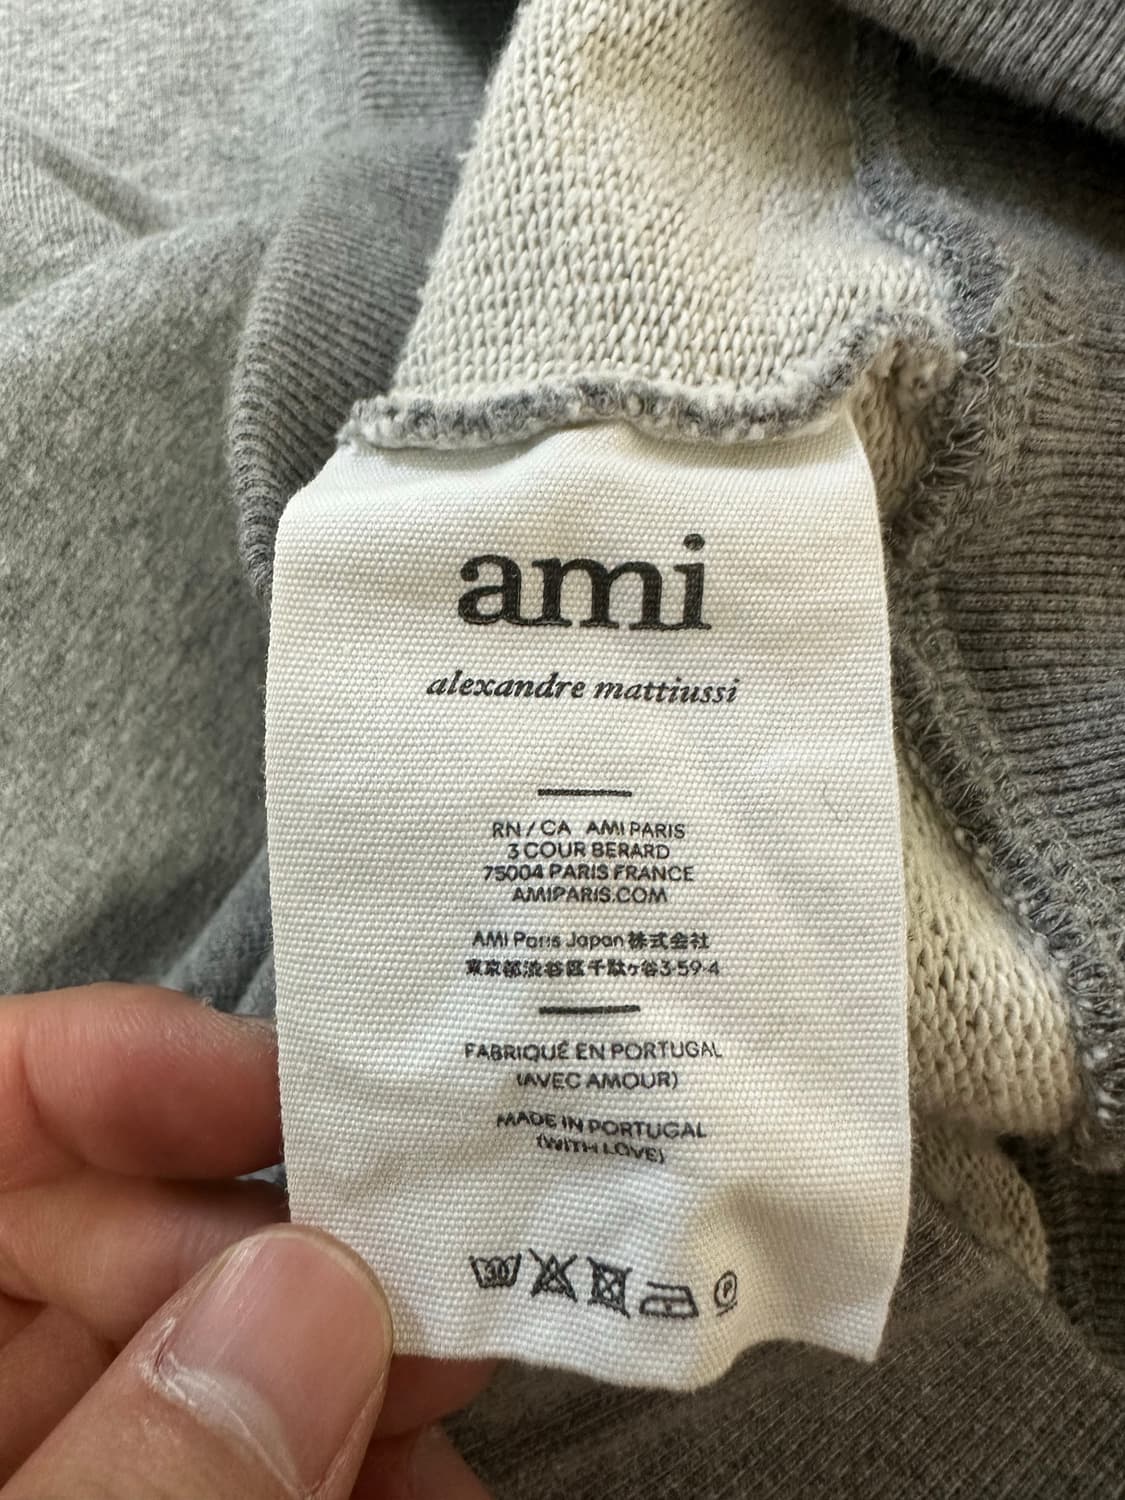 ami
alexandre mattiussi
RN / CA AMI PARIS
3 COUR BERARD
75004 PARIS FRANCE
AMIPARIS.COM
AMI Paris Japan 株式会社
東京都渋谷区千駄ヶ谷3-59-4
FABRIQUÉ EN PORTUGAL
(AVEC AMOUR)
MADE IN PORTUGAL
(WITH LOVE)
30 P